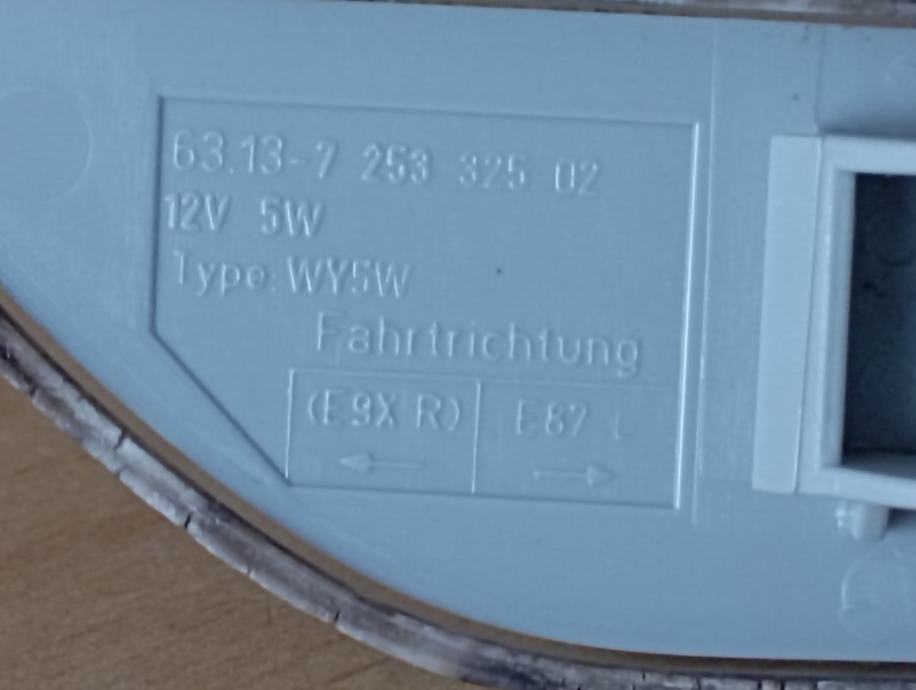 63.13-7 253 325 02
12V 5W
Type: WY5W
Fahrtrichtung
(E9X R) E87 L